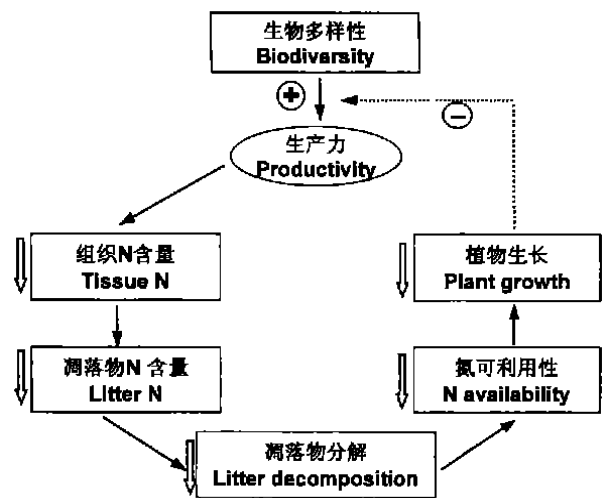 生物多样性
Biodiversity
+
−
生产力
Productivity
组织N含量
Tissue N
植物生长
Plant growth
凋落物N 含量
Litter N
氮可利用性
N availability
凋落物分解
Litter decomposition